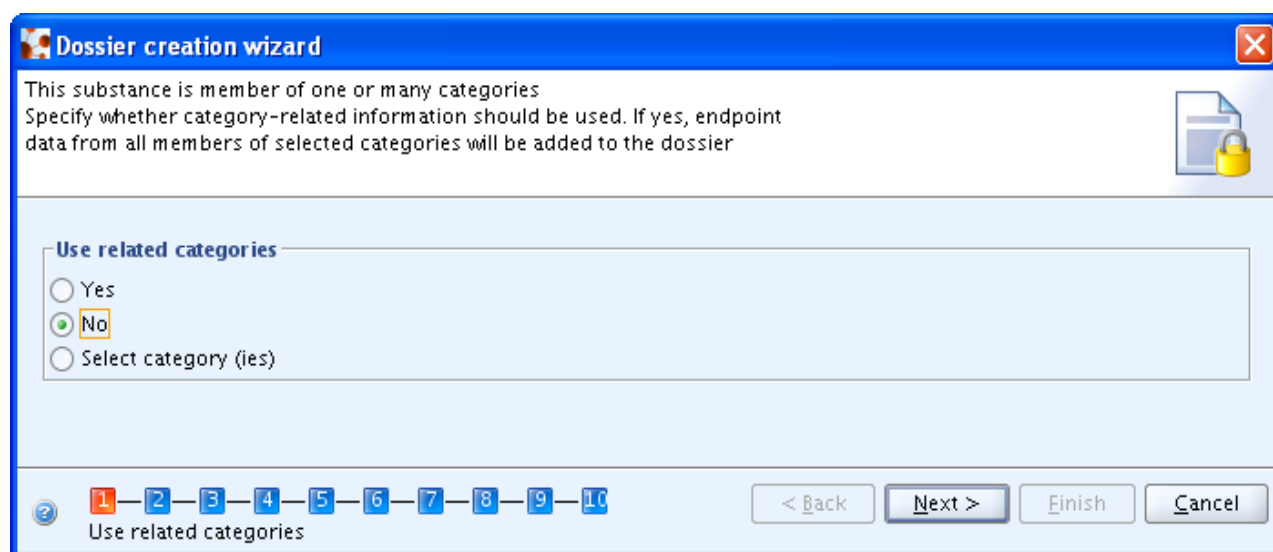 Dossier creation wizard
This substance is member of one or many categories
Specify whether category-related information should be used. If yes, endpoint
data from all members of selected categories will be added to the dossier
Use related categories
Yes
No
Select category (ies)
1 2 3 4 5 6 7 8 9 10
Use related categories
< Back Next > Finish Cancel